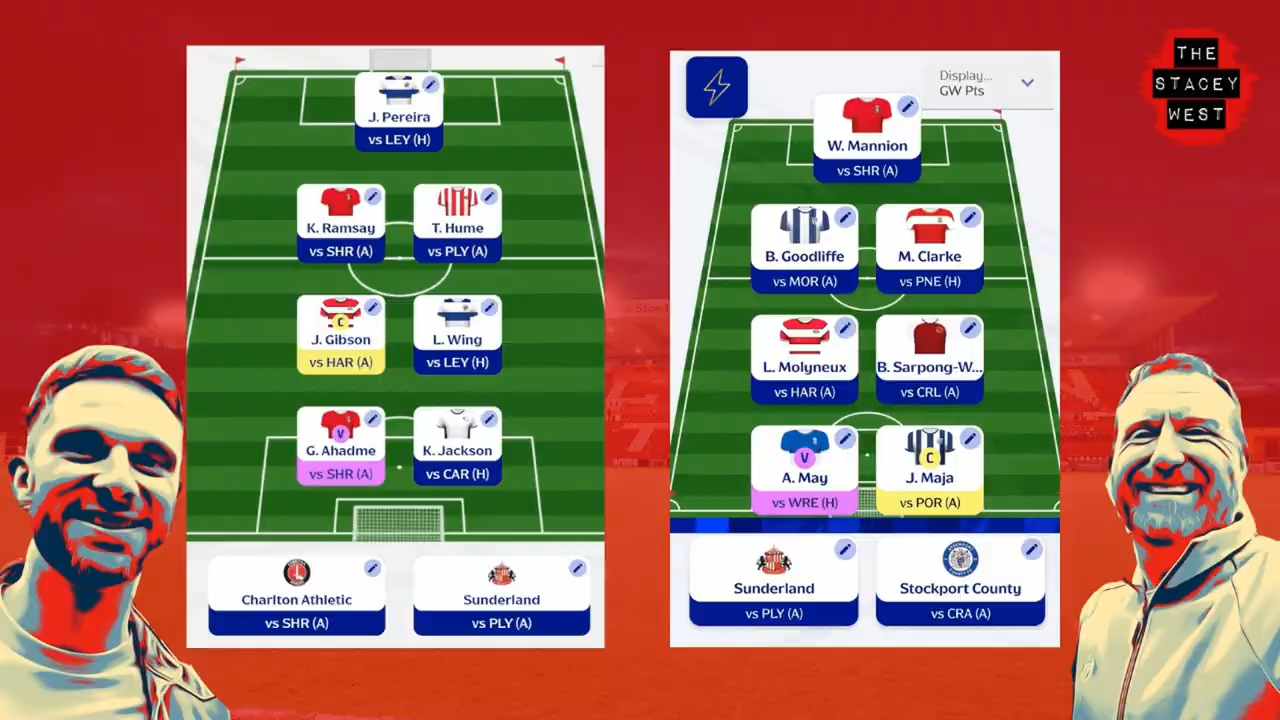 THE
STACEY
WEST
J. Pereira
vs LEY (H)
K. Ramsay
vs SHR (A)
T. Hume
vs PLY (A)
C
J. Gibson
vs HAR (A)
L. Wing
vs LEY (H)
V
G. Ahadme
vs SHR (A)
K. Jackson
vs CAR (H)
Charlton Athletic
vs SHR (A)
Sunderland
vs PLY (A)
Display...
GW Pts
W. Mannion
vs SHR (A)
B. Goodliffe
vs MOR (A)
M. Clarke
vs PNE (H)
L. Molyneux
vs HAR (A)
B. Sarpong-W...
vs CRL (A)
V
A. May
vs WRE (H)
C
J. Maja
vs POR (A)
Sunderland
vs PLY (A)
Stockport County
vs CRA (A)